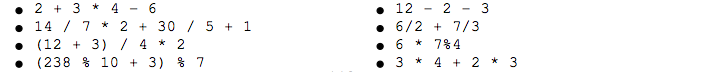 ● 2 + 3 * 4 - 6
● 14 / 7 * 2 + 30 / 5 + 1
● (12 + 3) / 4 * 2
● (238 % 10 + 3) % 7
● 12 - 2 - 3
● 6/2 + 7/3
● 6 * 7%4
● 3 * 4 + 2 * 3